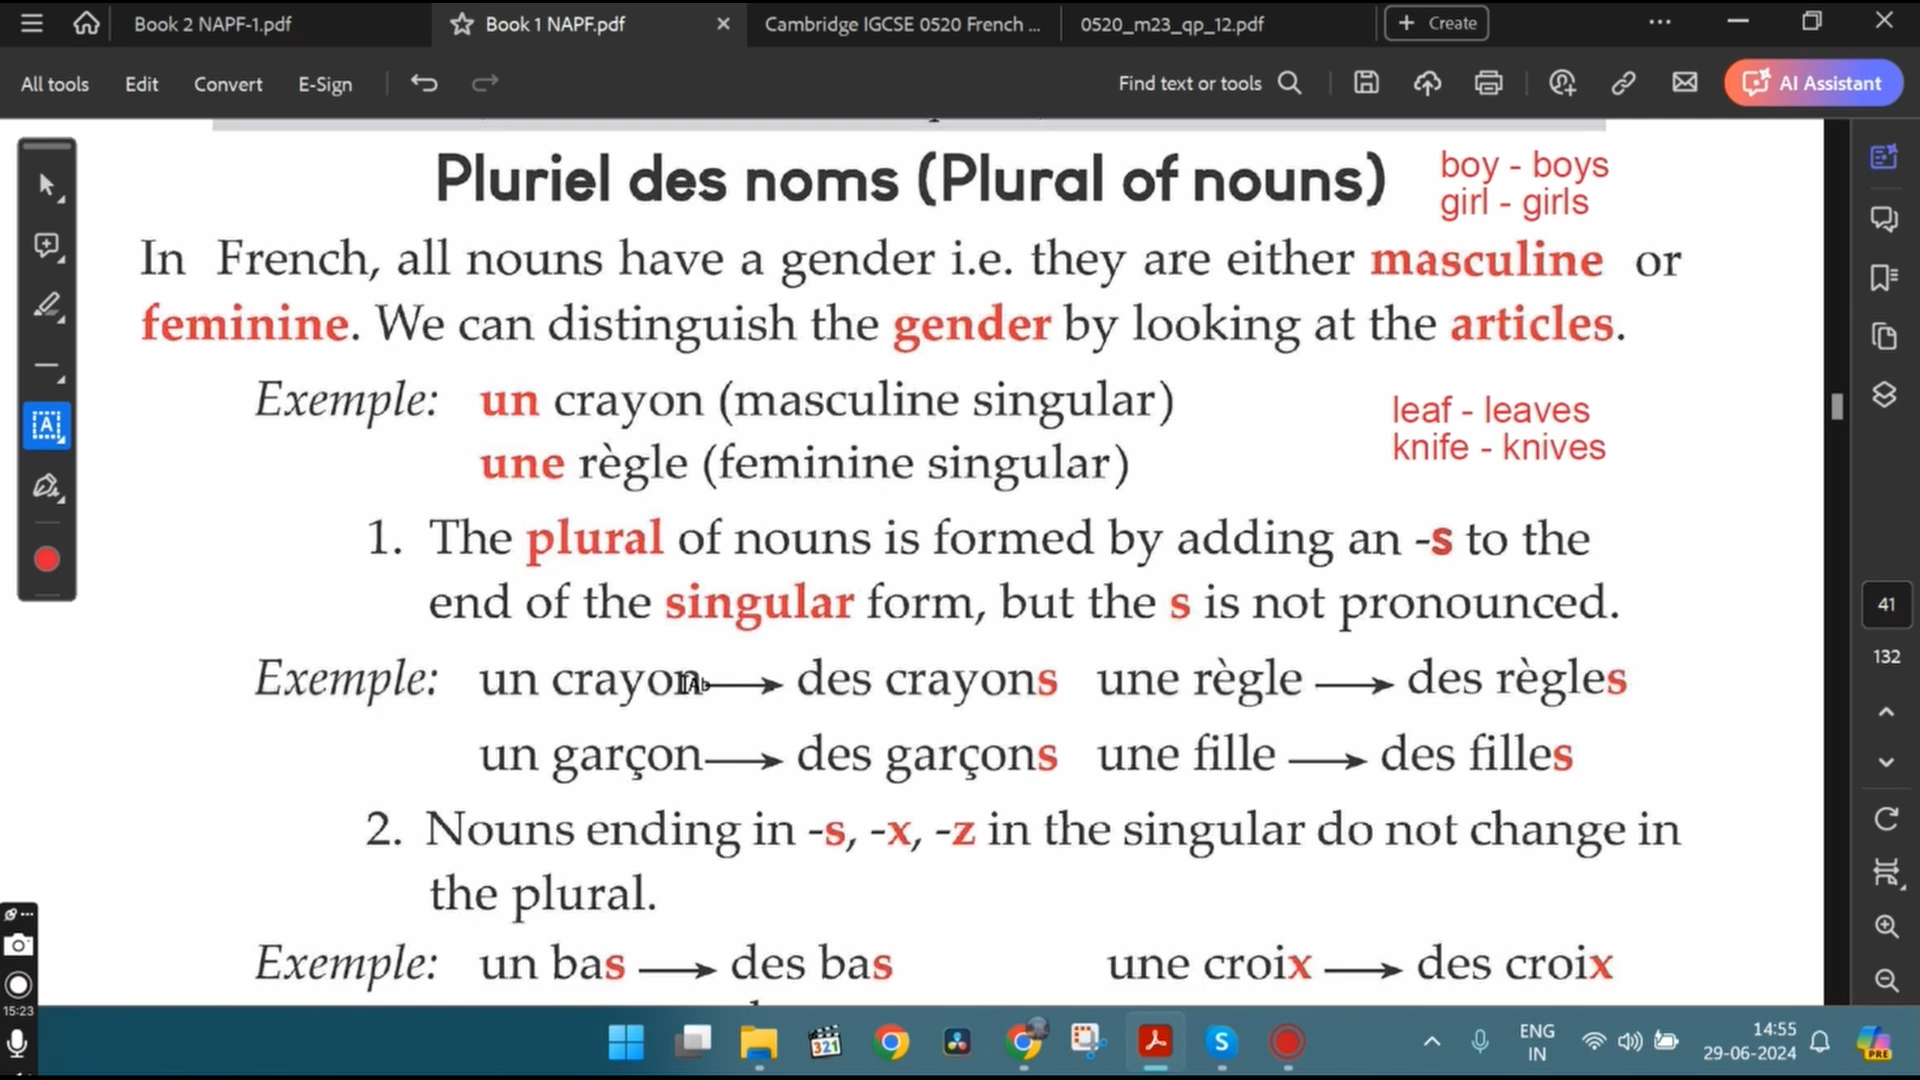 Book 2 NAPF-1.pdf
Book 1 NAPF.pdf
Cambridge IGCSE 0520 French ...
0520_m23_qp_12.pdf
+ Create
All tools
Edit
Convert
E-Sign
Find text or tools
AI Assistant
Pluriel des noms (Plural of nouns)
boy - boys
girl - girls
In French, all nouns have a gender i.e. they are either masculine or
feminine. We can distinguish the gender by looking at the articles.
Exemple: un crayon (masculine singular)
une règle (feminine singular)
leaf - leaves
knife - knives
1. The plural of nouns is formed by adding an -s to the
end of the singular form, but the s is not pronounced.
Exemple: un crayon → des crayons une règle → des règles
un garçon → des garçons une fille → des filles
2. Nouns ending in -s, -x, -z in the singular do not change in
the plural.
Exemple: un bas → des bas une croix → des croix
41
132
15:23
321
ENG
IN
14:55
29-06-2024
PRE